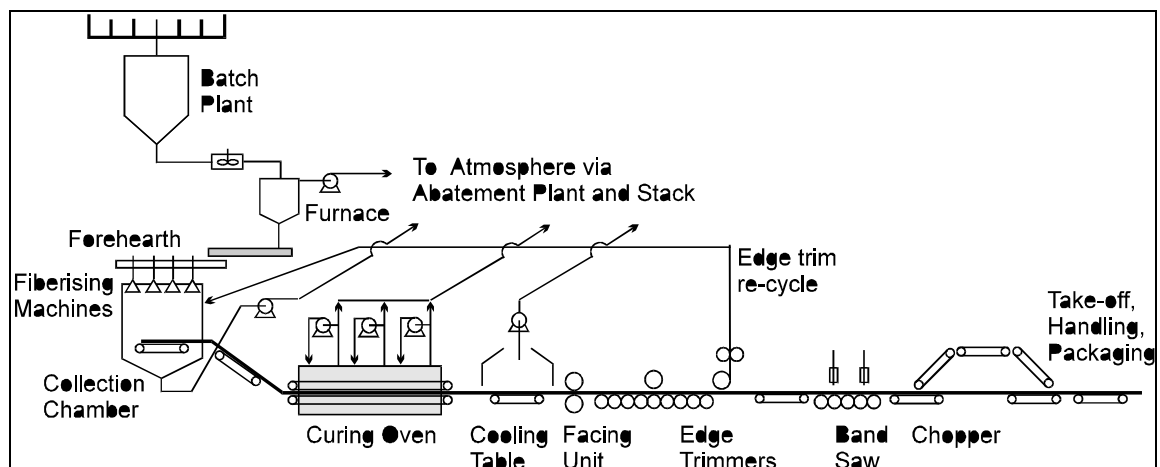 Batch
Plant
To Atmosphere via
Abatement Plant and Stack
Furnace
Forehearth
Fiberising
Machines
Edge trim
re-cycle
Take-off,
Handling,
Packaging
Collection
Chamber
Curing Oven
Cooling
Table
Facing
Unit
Edge
Trimmers
Band
Saw
Chopper